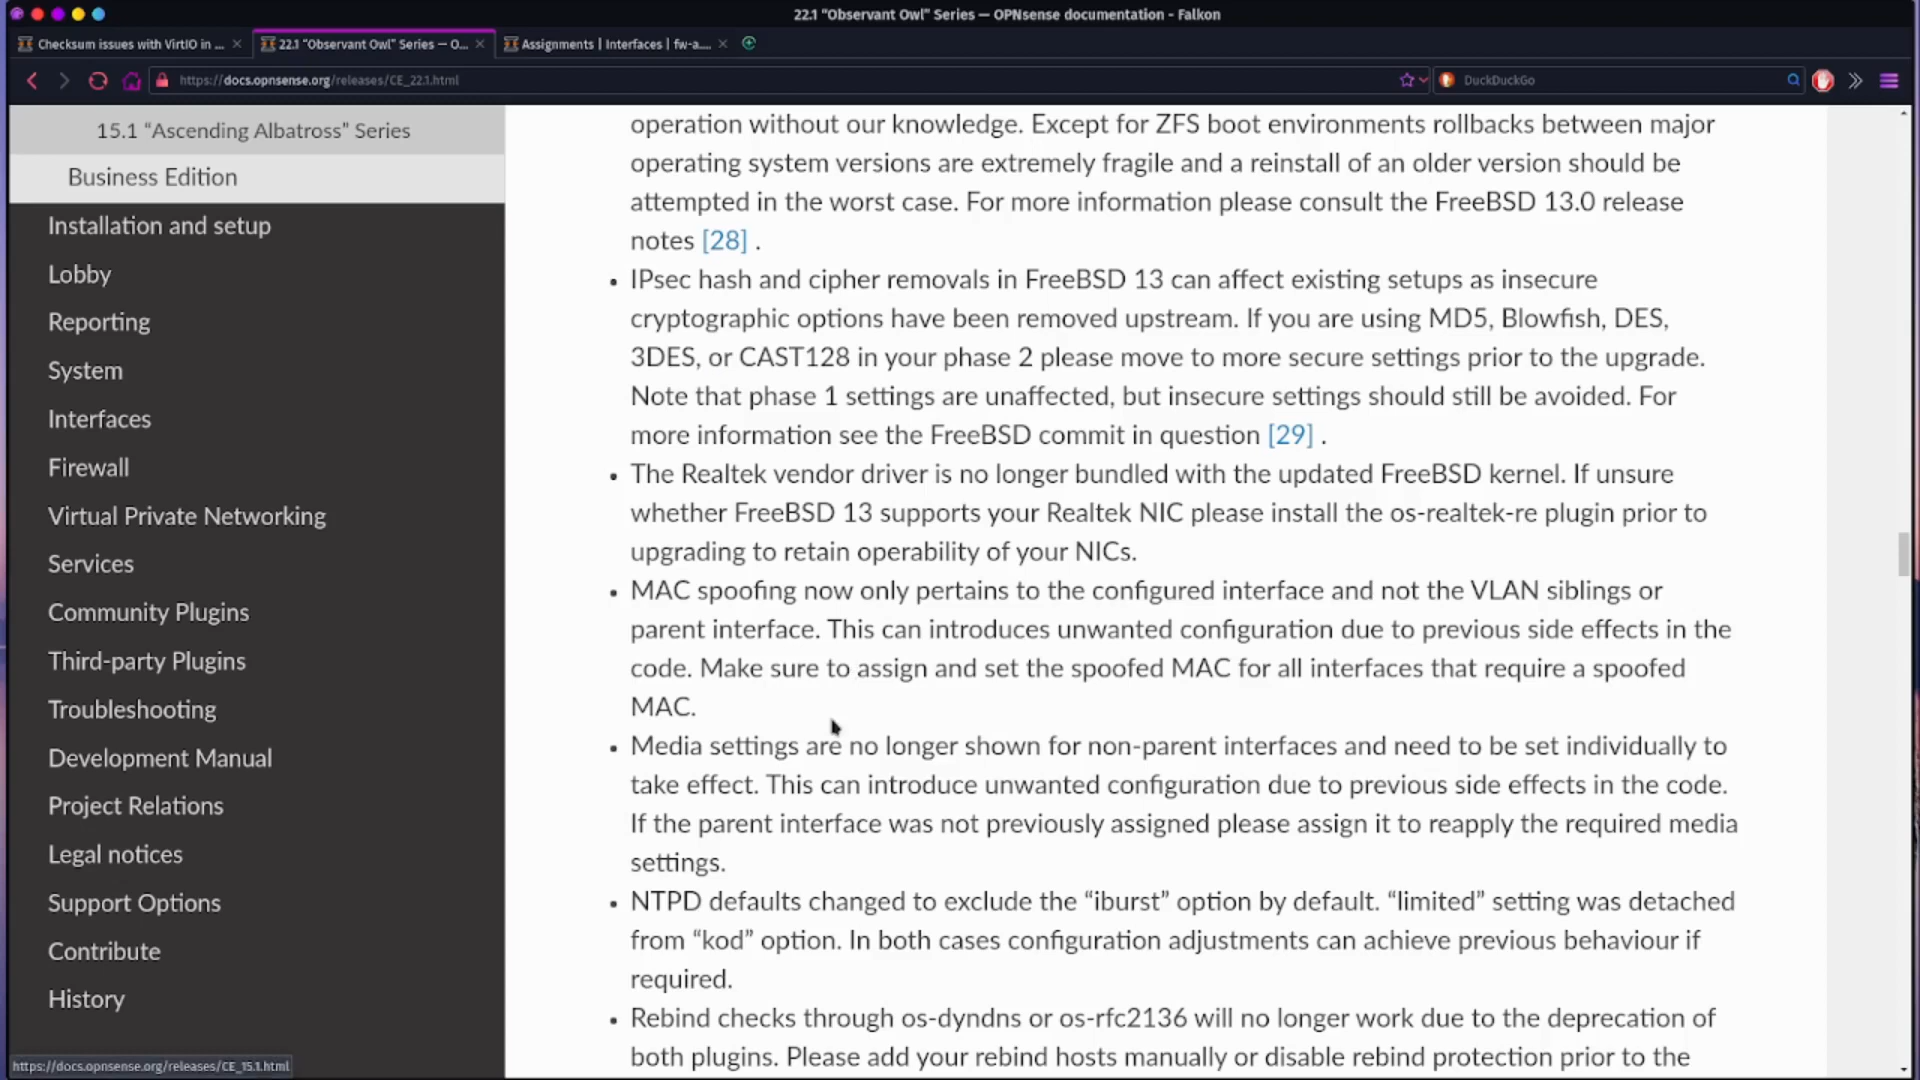 22.1 “Observant Owl” Series — OPNsense documentation - Falkon
Checksum issues with VirtIO in ...
22.1 “Observant Owl” Series — O...
Assignments | Interfaces | fw-a....
https://docs.opnsense.org/releases/CE_22.1.html
DuckDuckGo
15.1 “Ascending Albatross” Series
Business Edition
Installation and setup
Lobby
Reporting
System
Interfaces
Firewall
Virtual Private Networking
Services
Community Plugins
Third-party Plugins
Troubleshooting
Development Manual
Project Relations
Legal notices
Support Options
Contribute
History
https://docs.opnsense.org/releases/CE_15.1.html
operation without our knowledge. Except for ZFS boot environments rollbacks between major
operating system versions are extremely fragile and a reinstall of an older version should be
attempted in the worst case. For more information please consult the FreeBSD 13.0 release
notes [28] .
• IPsec hash and cipher removals in FreeBSD 13 can affect existing setups as insecure
cryptographic options have been removed upstream. If you are using MD5, Blowfish, DES,
3DES, or CAST128 in your phase 2 please move to more secure settings prior to the upgrade.
Note that phase 1 settings are unaffected, but insecure settings should still be avoided. For
more information see the FreeBSD commit in question [29] .
• The Realtek vendor driver is no longer bundled with the updated FreeBSD kernel. If unsure
whether FreeBSD 13 supports your Realtek NIC please install the os-realtek-re plugin prior to
upgrading to retain operability of your NICs.
• MAC spoofing now only pertains to the configured interface and not the VLAN siblings or
parent interface. This can introduces unwanted configuration due to previous side effects in the
code. Make sure to assign and set the spoofed MAC for all interfaces that require a spoofed
MAC.
• Media settings are no longer shown for non-parent interfaces and need to be set individually to
take effect. This can introduce unwanted configuration due to previous side effects in the code.
If the parent interface was not previously assigned please assign it to reapply the required media
settings.
• NTPD defaults changed to exclude the “iburst” option by default. “limited” setting was detached
from “kod” option. In both cases configuration adjustments can achieve previous behaviour if
required.
• Rebind checks through os-dyndns or os-rfc2136 will no longer work due to the deprecation of
both plugins. Please add your rebind hosts manually or disable rebind protection prior to the